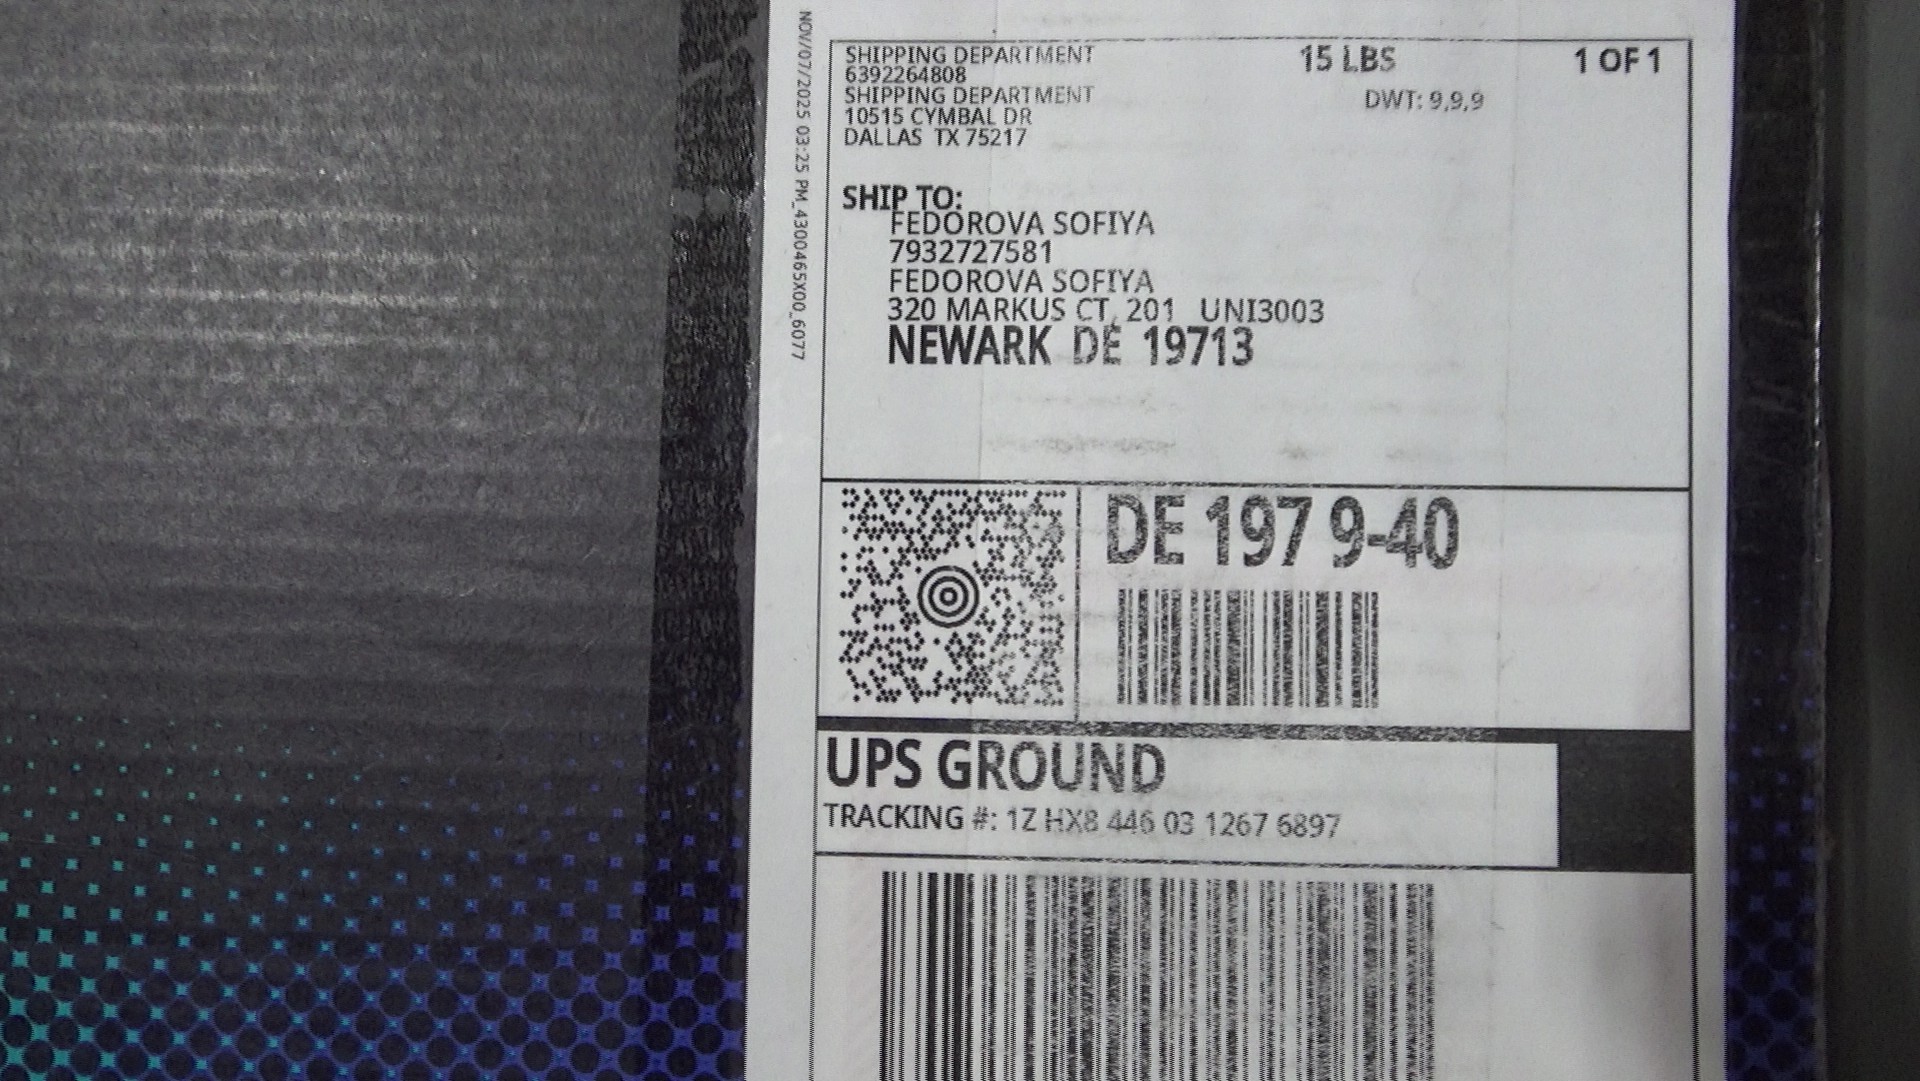 NOV/07/2025 03:25 PM_4300465X00_6077
SHIPPING DEPARTMENT
6392264808
SHIPPING DEPARTMENT
10515 CYMBAL DR
DALLAS TX 75217
15 LBS
1 OF 1
DWT: 9,9,9
SHIP TO:
FEDOROVA SOFIYA
7932727581
FEDOROVA SOFIYA
320 MARKUS CT, 201 UNI3003
NEWARK DE 19713
DE 197 9-40
UPS GROUND
TRACKING #: 1Z HX8 446 03 1267 6897